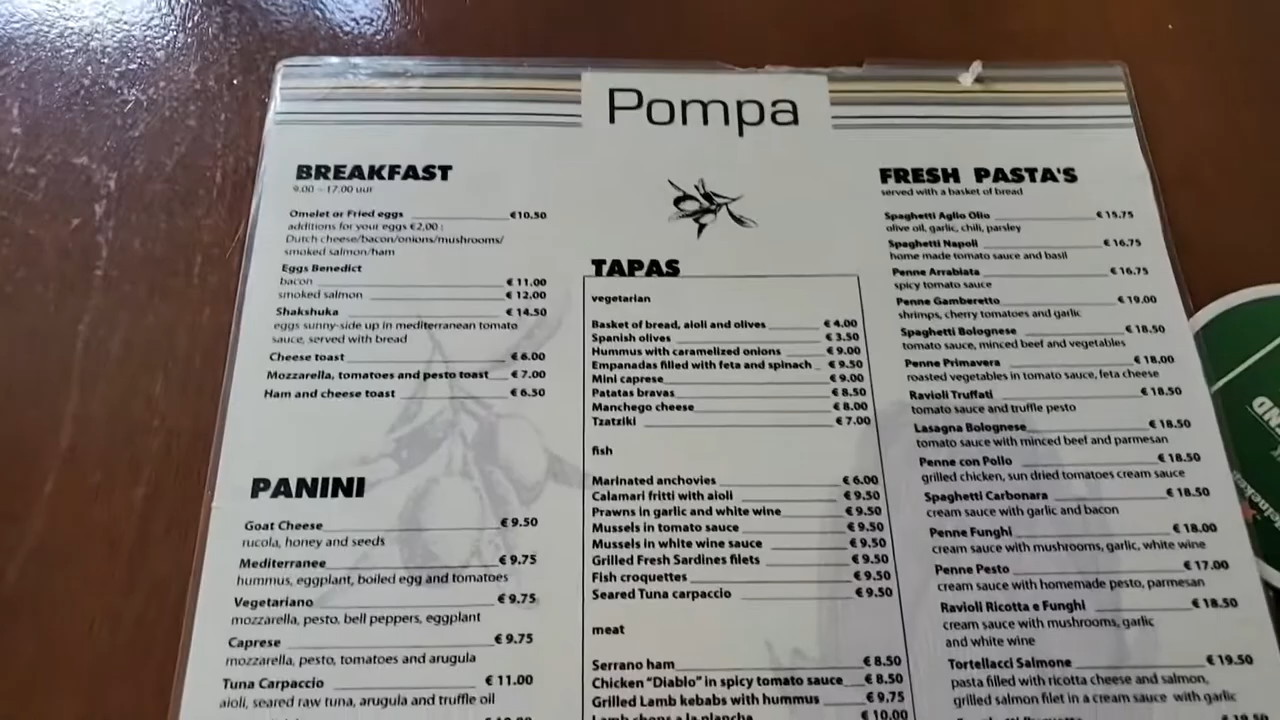 Pompa
BREAKFAST
9.00 - 17.00 uur
Omelet or Fried eggs €10.50
additions for your eggs €2,00 :
Dutch cheese/bacon/onions/mushrooms/
smoked salmon/ham
Eggs Benedict
bacon € 11.00
smoked salmon € 12.00
Shakshuka € 14.50
eggs sunny-side up in mediterranean tomato
sauce, served with bread
Cheese toast € 6.00
Mozzarella, tomatoes and pesto toast € 7.00
Ham and cheese toast € 6.50
PANINI
Goat Cheese € 9.50
rucola, honey and seeds
Mediterranee € 9.75
hummus, eggplant, boiled egg and tomatoes
Vegetariano € 9.75
mozzarella, pesto, bell peppers, eggplant
Caprese € 9.75
mozzarella, pesto, tomatoes and arugula
Tuna Carpaccio € 11.00
aioli, seared raw tuna, arugula and truffle oil
TAPAS
vegetarian
Basket of bread, aioli and olives € 4.00
Spanish olives € 3.50
Hummus with caramelized onions € 9.00
Empanadas filled with feta and spinach € 9.50
Mini caprese € 9.00
Patatas bravas € 8.50
Manchego cheese € 8.00
Tzatziki € 7.00
fish
Marinated anchovies € 6.00
Calamari fritti with aioli € 9.50
Prawns in garlic and white wine € 9.50
Mussels in tomato sauce € 9.50
Mussels in white wine sauce € 9.50
Grilled Fresh Sardines filets € 9.50
Fish croquettes € 9.50
Seared Tuna carpaccio € 9.50
meat
Serrano ham € 8.50
Chicken “Diablo” in spicy tomato sauce € 8.50
Grilled Lamb kebabs with hummus € 9.75
Lamb chops a la plancha € 10.00
FRESH PASTA'S
served with a basket of bread
Spaghetti Aglio Olio € 15.75
olive oil, garlic, chili, parsley
Spaghetti Napoli € 16.75
home made tomato sauce and basil
Penne Arrabiata € 16.75
spicy tomato sauce
Penne Gamberetto € 19.00
shrimps, cherry tomatoes and garlic
Spaghetti Bolognese € 18.50
tomato sauce, minced beef and vegetables
Penne Primavera € 18.00
roasted vegetables in tomato sauce, feta cheese
Ravioli Truffati € 18.50
tomato sauce and truffle pesto
Lasagna Bolognese € 18.50
tomato sauce with minced beef and parmesan
Penne con Pollo € 18.50
grilled chicken, sun dried tomatoes cream sauce
Spaghetti Carbonara € 18.50
cream sauce with garlic and bacon
Penne Funghi € 18.00
cream sauce with mushrooms, garlic, white wine
Penne Pesto € 17.00
cream sauce with homemade pesto, parmesan
Ravioli Ricotta e Funghi € 18.50
cream sauce with mushrooms, garlic
and white wine
Tortellacci Salmone € 19.50
pasta filled with ricotta cheese and salmon,
grilled salmon filet in a cream sauce with garlic